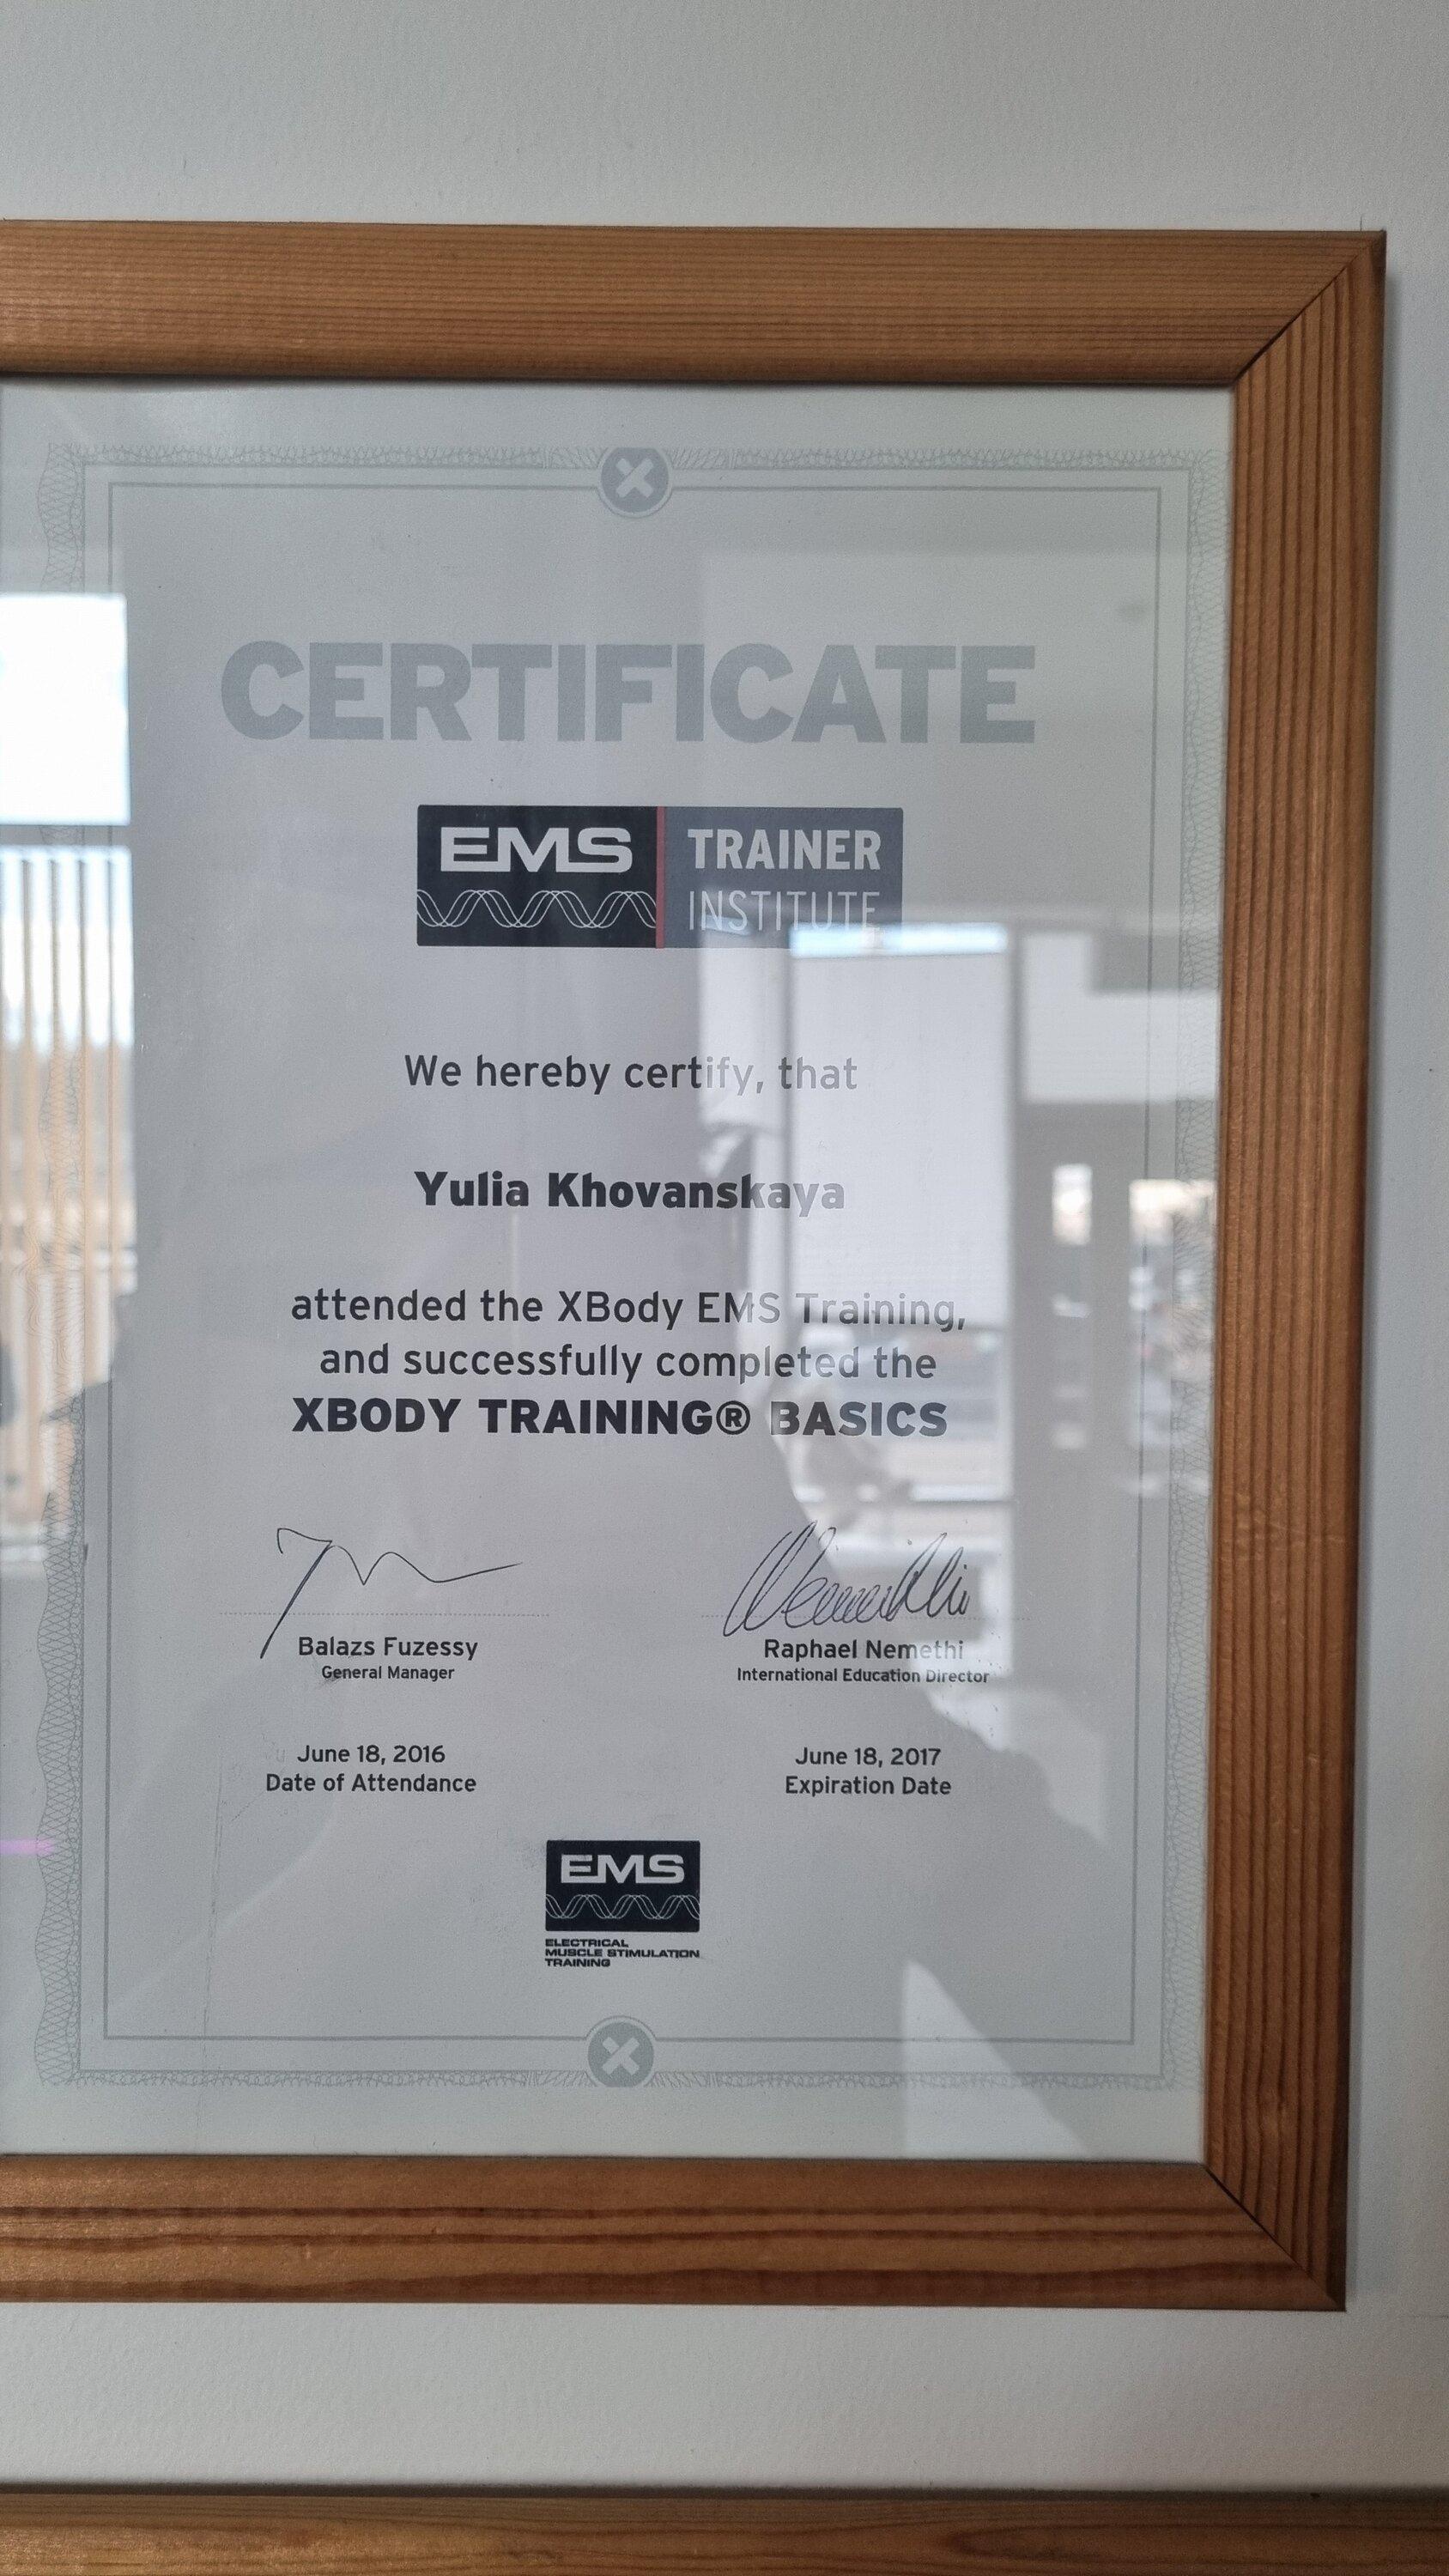 CERTIFICATE
EMS TRAINER
INSTITUTE
We hereby certify, that
Yulia Khovanskaya
attended the XBody EMS Training,
and successfully completed the
XBODY TRAINING® BASICS
Balazs Fuzessy
General Manager
Raphael Nemethi
International Education Director
June 18, 2016
Date of Attendance
June 18, 2017
Expiration Date
EMS
ELECTRICAL
MUSCLE STIMULATION
TRAINING